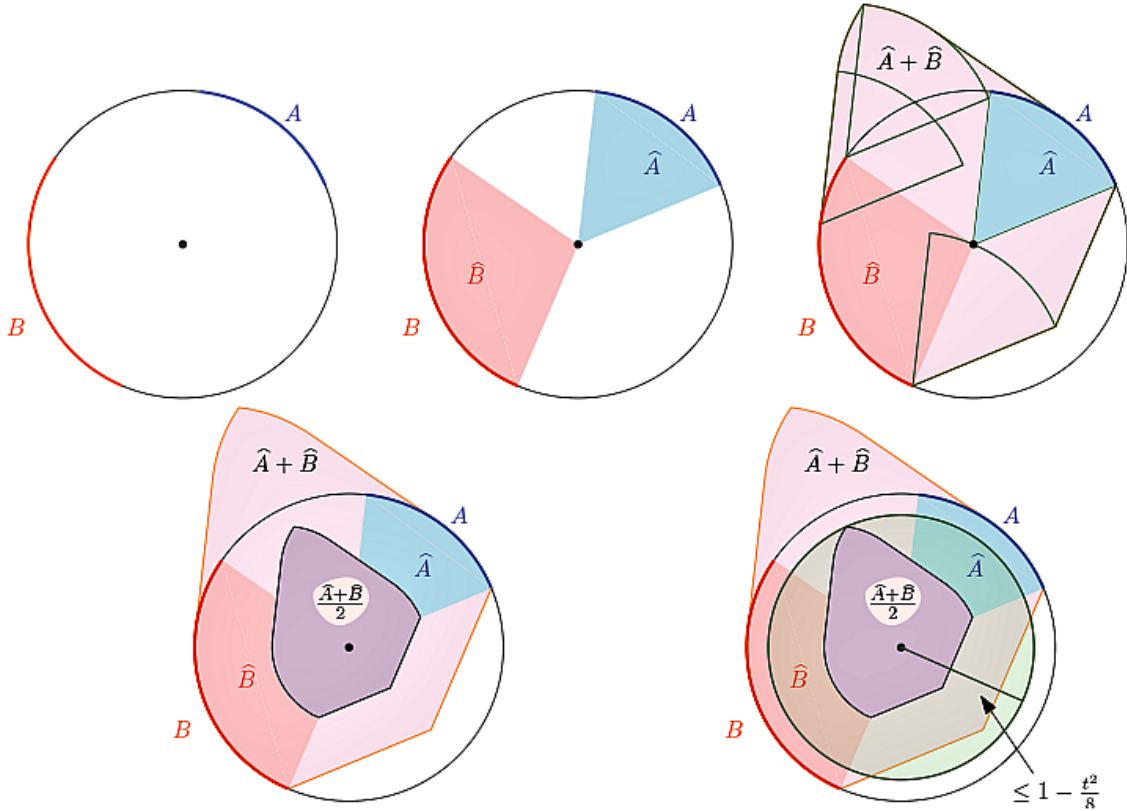 A
B
A
Â
B̂
B
Â + B̂
A
Â
B̂
B
Â + B̂
A
Â
(Â+B̂)/2
B̂
B
Â + B̂
A
Â
(Â+B̂)/2
B̂
B
≤ 1 − t²/8